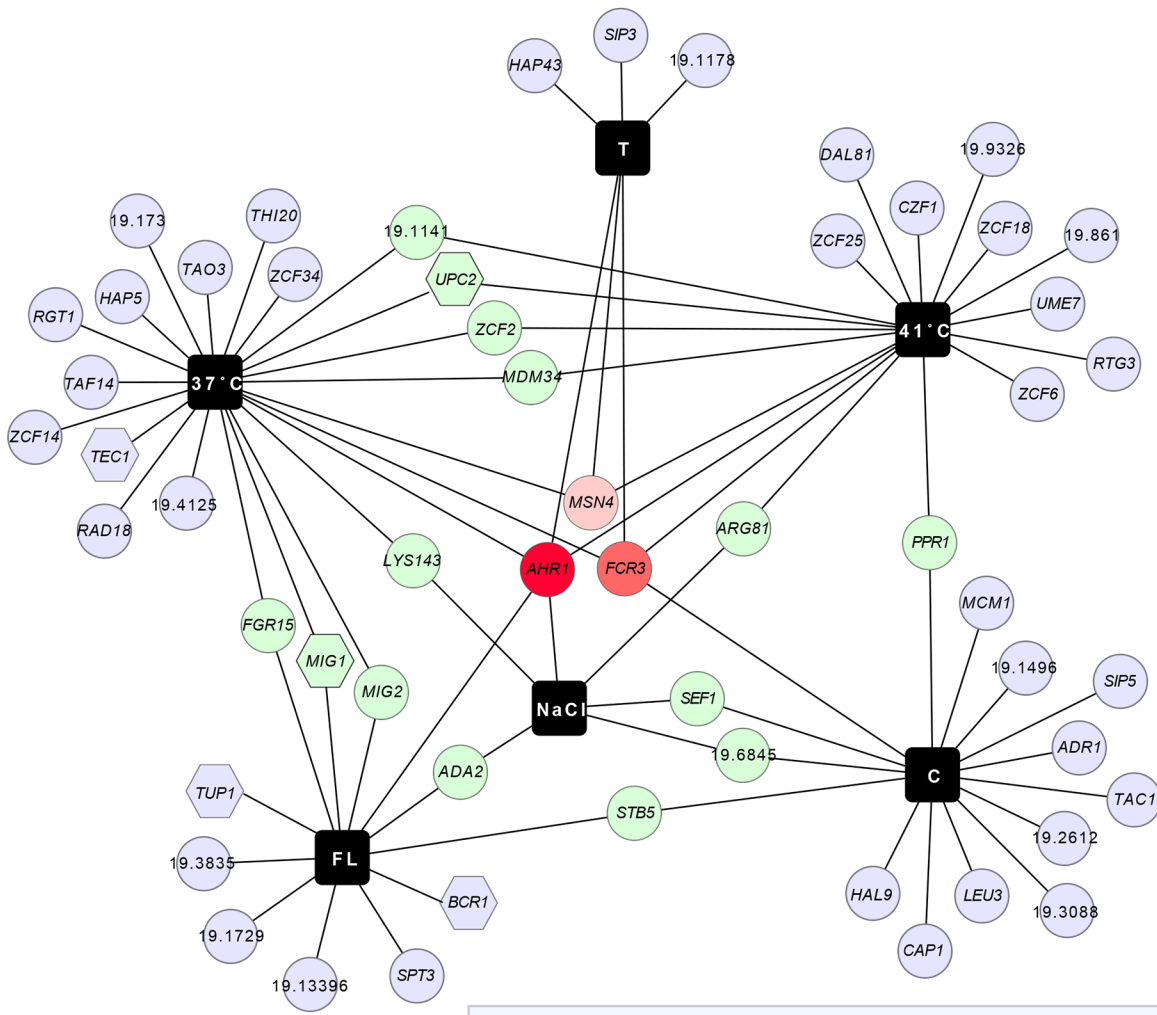 SIP3
HAP43
19.1178
T
DAL81
19.9326
CZF1
ZCF18
19.861
ZCF25
UME7
41°C
RTG3
ZCF6
19.173
THI20
19.1141
TAO3
ZCF34
UPC2
HAP5
RGT1
ZCF2
37°C
TAF14
MDM34
ZCF14
TEC1
19.4125
RAD18
MSN4
ARG81
PPR1
LYS143
AHR1
FCR3
FGR15
MIG1
MIG2
MCM1
19.1496
SIP5
SEF1
NaCl
ADR1
19.6845
ADA2
C
TAC1
TUP1
STB5
19.2612
FL
19.3835
HAL9
LEU3
19.3088
BCR1
19.1729
CAP1
SPT3
19.13396